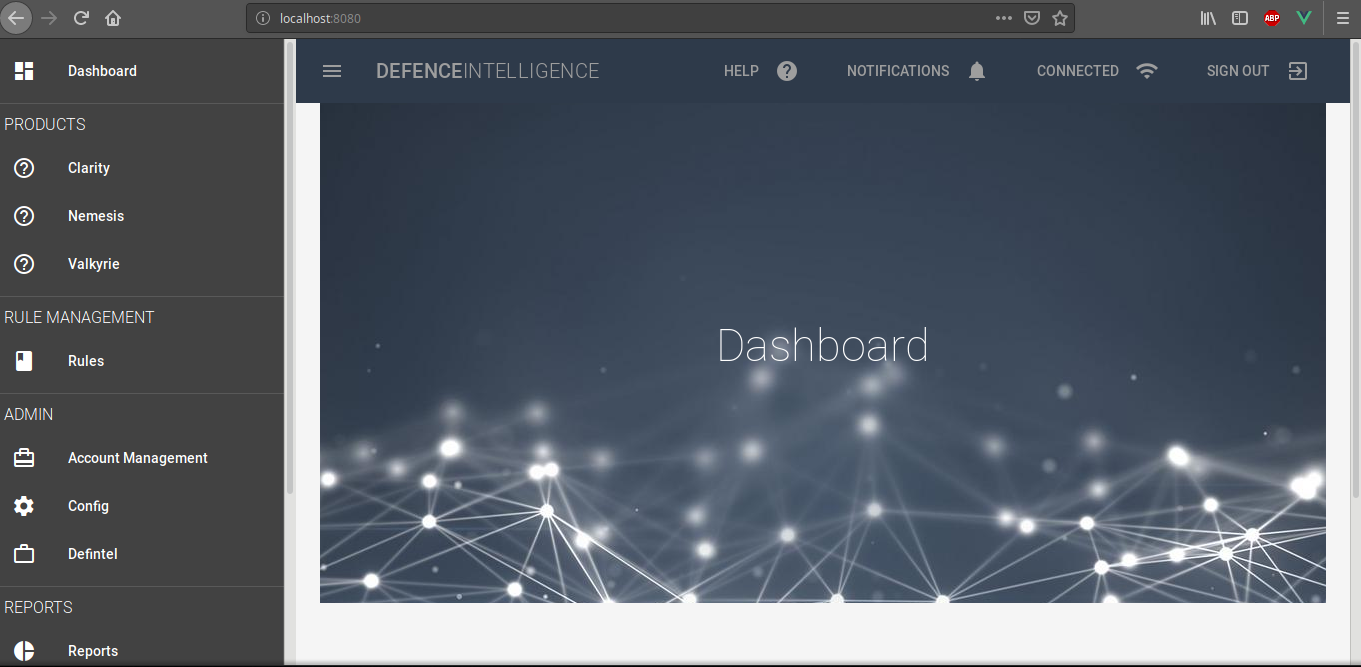 localhost:8080
ABP
Dashboard
PRODUCTS
Clarity
Nemesis
Valkyrie
RULE MANAGEMENT
Rules
ADMIN
Account Management
Config
Defintel
REPORTS
Reports
DEFENCEINTELLIGENCE
HELP
NOTIFICATIONS
CONNECTED
SIGN OUT
Dashboard